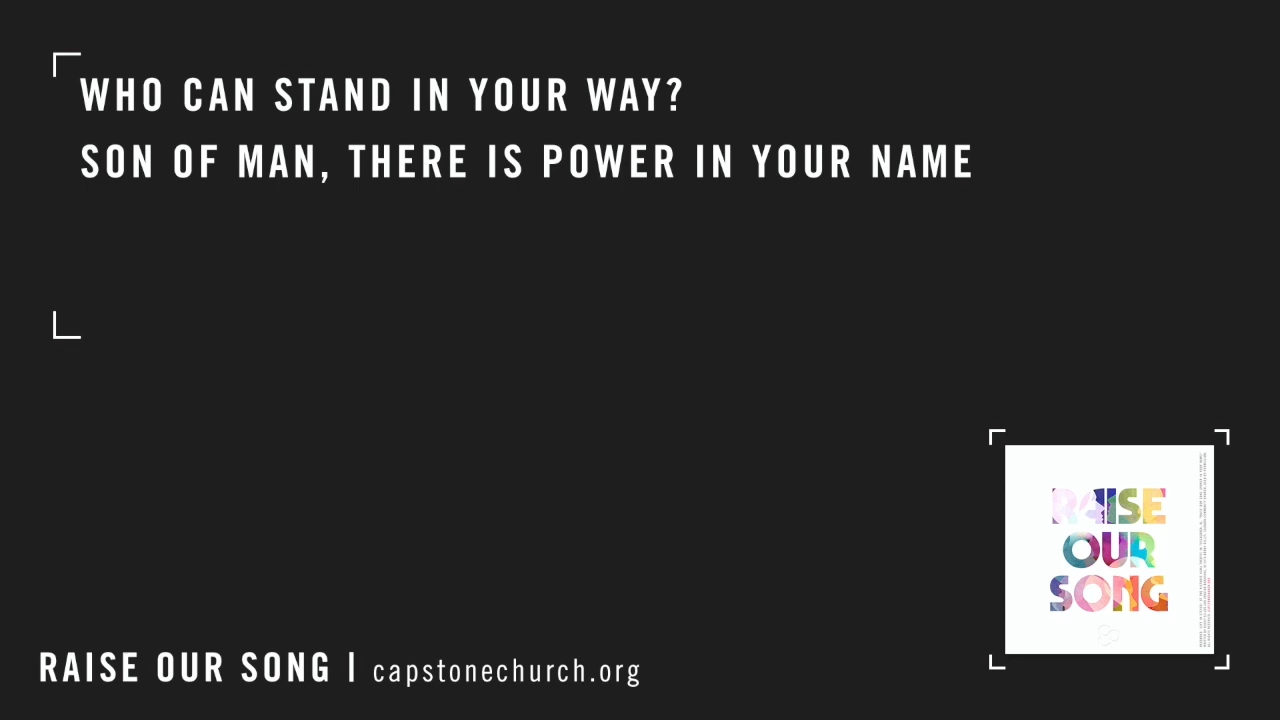 WHO CAN STAND IN YOUR WAY?
SON OF MAN, THERE IS POWER IN YOUR NAME
RAISE
OUR
SONG
RAISE OUR SONG | capstonechurch.org